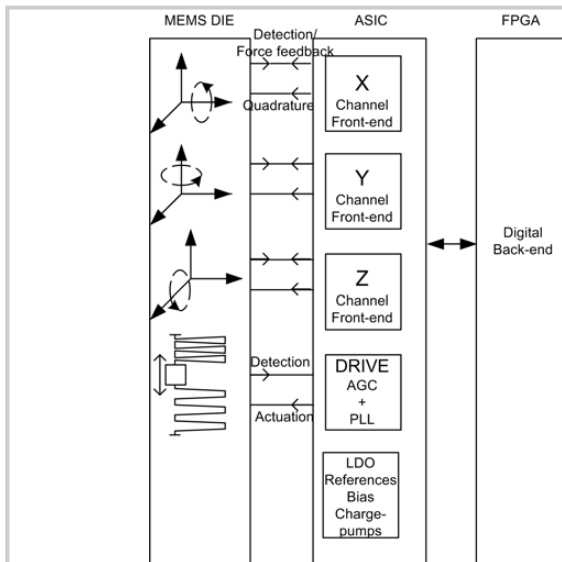 MEMS DIE
ASIC
FPGA
Detection/
Force feedback
Quadrature
X
Channel
Front-end
Y
Channel
Front-end
Z
Channel
Front-end
Digital
Back-end
Detection
Actuation
DRIVE
AGC
+
PLL
LDO
References
Bias
Charge-
pumps